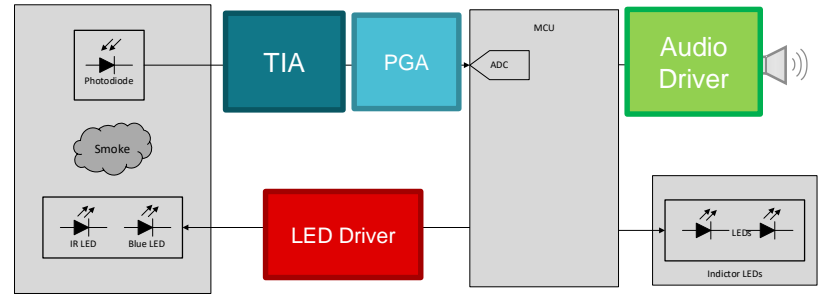 Photodiode
TIA
PGA
MCU
ADC
Audio
Driver
Smoke
IR LED
Blue LED
LED Driver
LEDs
Indictor LEDs